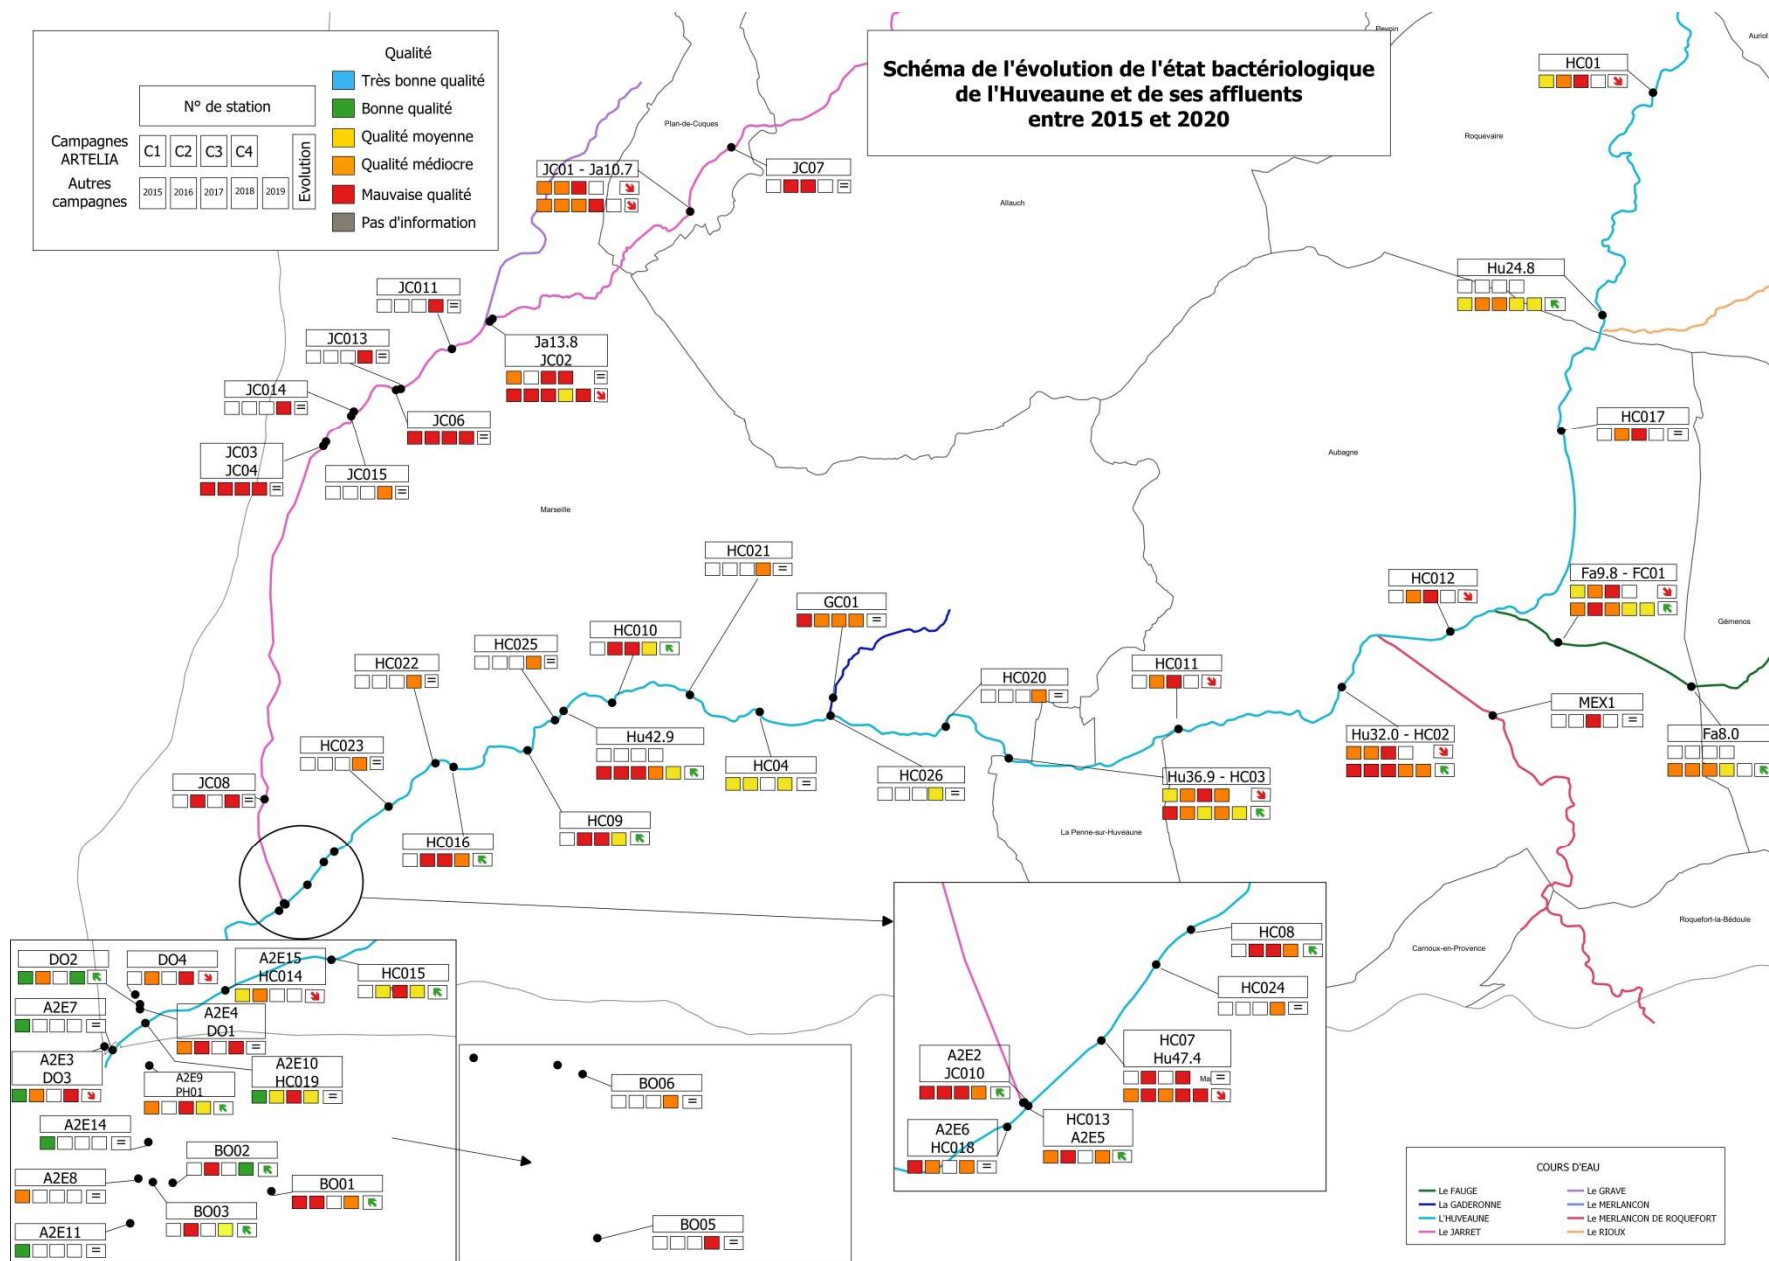 Schéma de l'évolution de l'état bactériologique
de l'Huveaune et de ses affluents
entre 2015 et 2020
Qualité
Très bonne qualité
Bonne qualité
Qualité moyenne
Qualité médiocre
Mauvaise qualité
Pas d'information
N° de station
Campagnes
ARTELIA
C1 C2 C3 C4
Autres
campagnes
2015 2016 2017 2018 2019
Evolution
Auriol
HC01
Plan-de-Cuques
Roquevaire
JC01 - Ja10.7
JC07
Allauch
Hu24.8
JC011
JC013
Ja13.8
JC02
JC014
JC06
HC017
JC03
JC04
JC015
Aubagne
Marseille
HC021
HC012
Fa9.8 - FC01
GC01
Gémenos
HC010
HC025
HC022
HC020
HC011
MEX1
Hu32.0 - HC02
Fa8.0
Hu42.9
HC023
HC04
HC026
Hu36.9 - HC03
JC08
HC09
HC016
La Penne-sur-Huveaune
Roquefort-la-Bédoule
Carnoux-en-Provence
DO2
DO4
A2E15
HC014
HC015
A2E7
A2E4
DO1
A2E3
DO3
A2E9
PH01
A2E10
HC019
A2E14
BO02
A2E8
BO01
BO03
A2E11
BO06
BO05
HC08
HC024
HC07
Hu47.4
Ma
A2E2
JC010
HC013
A2E5
A2E6
HC018
COURS D'EAU
Le FAUGE
La GADERONNE
L'HUVEAUNE
Le JARRET
Le GRAVE
Le MERLANCON
Le MERLANCON DE ROQUEFORT
Le RIOUX